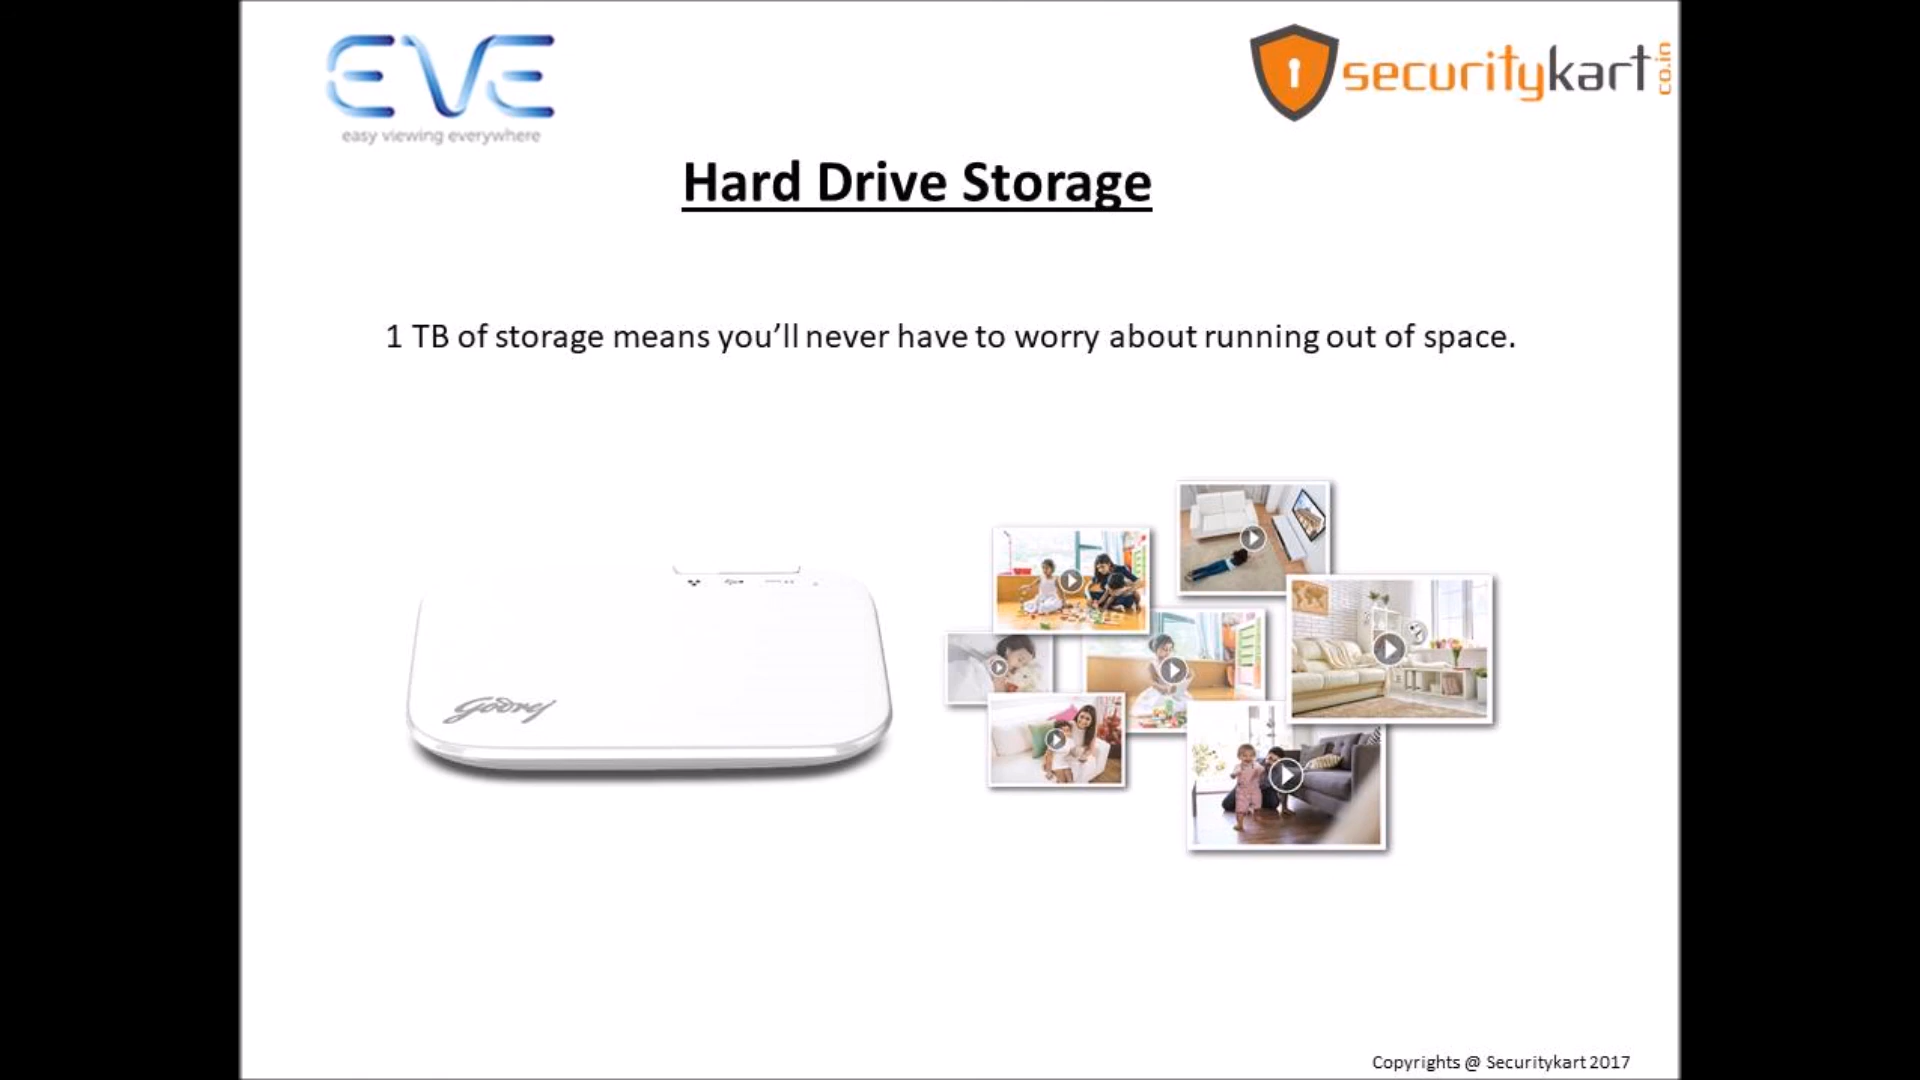 EVE
easy viewing everywhere
securitykart
co.in
Hard Drive Storage
1 TB of storage means you’ll never have to worry about running out of space.
Godrej
Copyrights @ Securitykart 2017